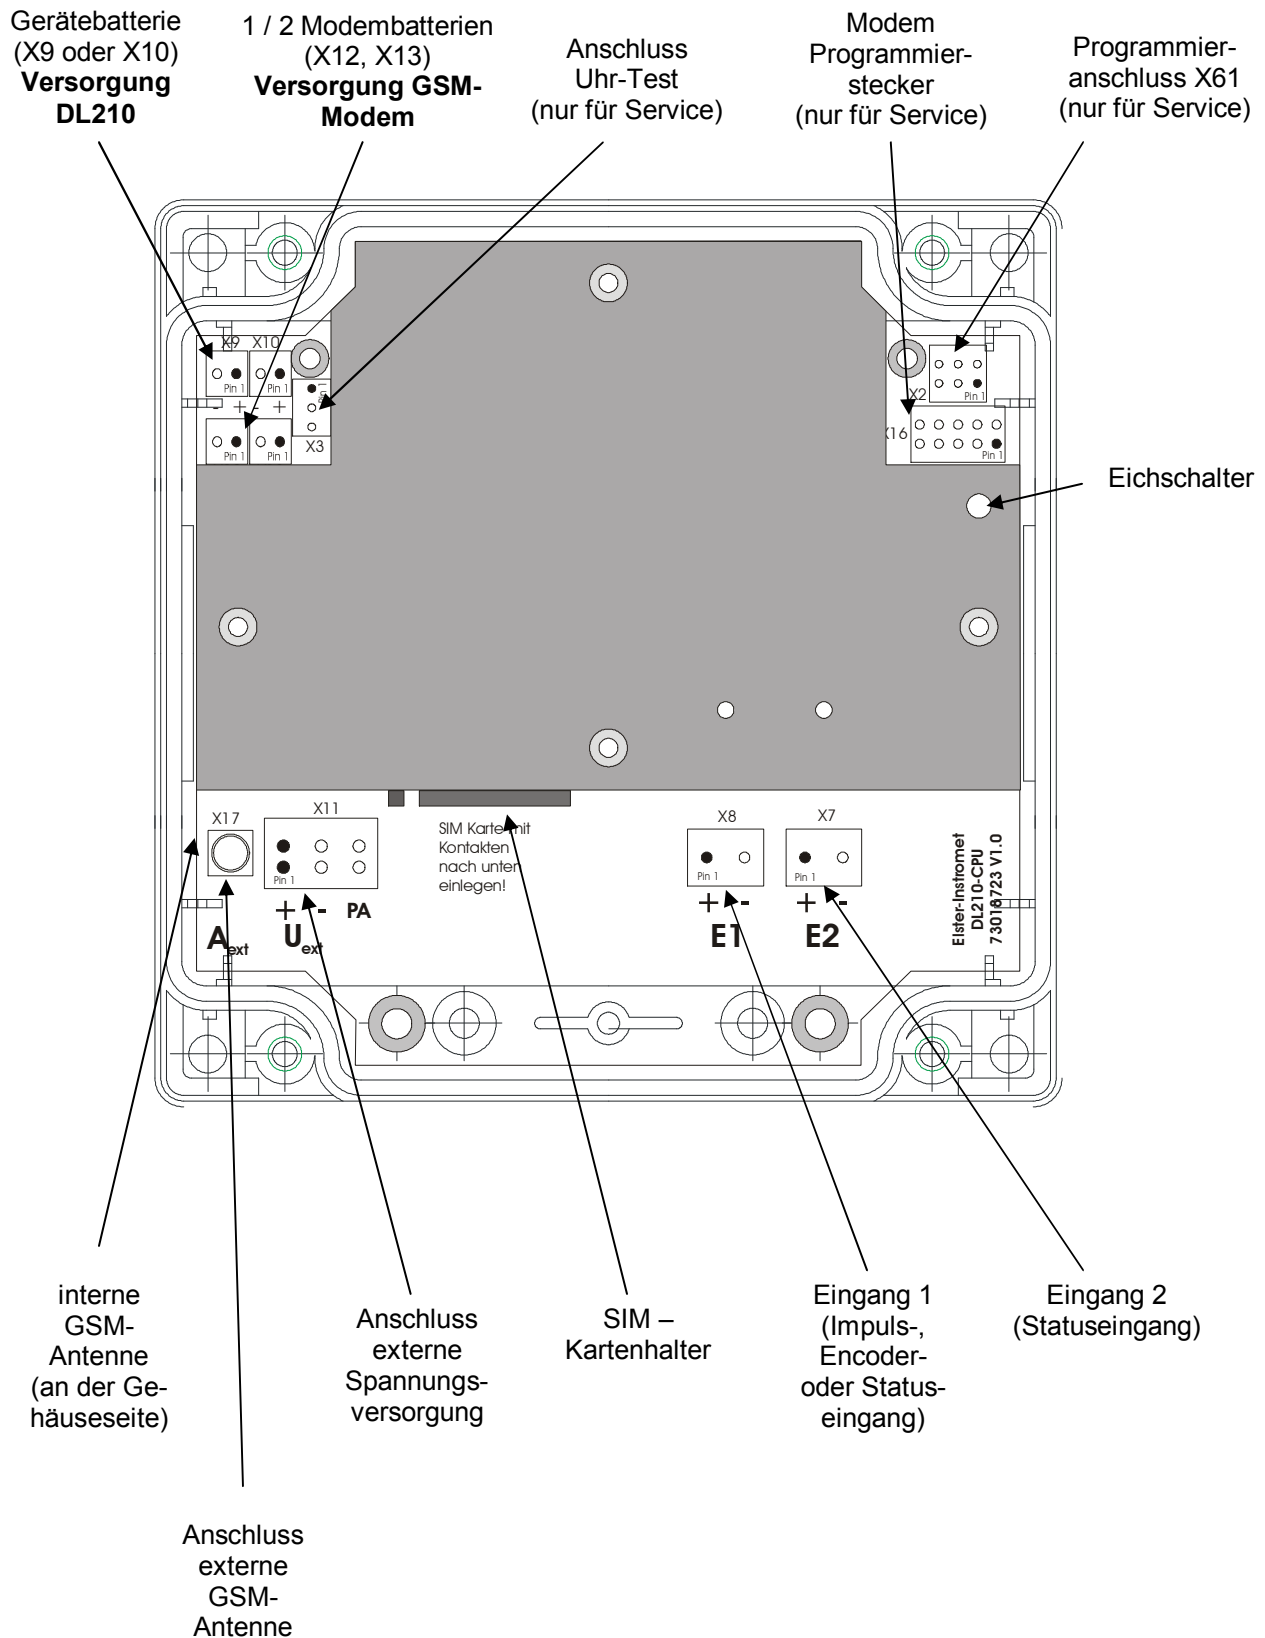 Gerätebatterie
(X9 oder X10)
Versorgung
DL210
1 / 2 Modembatterien
(X12, X13)
Versorgung GSM-
Modem
Anschluss
Uhr-Test
(nur für Service)
Modem
Programmier-
stecker
(nur für Service)
Programmier-
anschluss X61
(nur für Service)
X9 X10
Pin 1 Pin 1
- + - +
Pin 1 Pin 1
Pin 1
X3
X2
Pin 1
X16
Pin 1
Eichschalter
X17
X11
Pin 1
+ - PA
Aext
Uext
SIM Karte mit
Kontakten
nach unten
einlegen!
X8
Pin 1
+ -
E1
X7
Pin 1
+ -
E2
Elster-Instromet
DL210-CPU
73018723 V1.0
interne
GSM-
Antenne
(an der Ge-
häuseseite)
Anschluss
externe
GSM-
Antenne
Anschluss
externe
Spannungs-
versorgung
SIM –
Kartenhalter
Eingang 1
(Impuls-,
Encoder-
oder Status-
eingang)
Eingang 2
(Statuseingang)